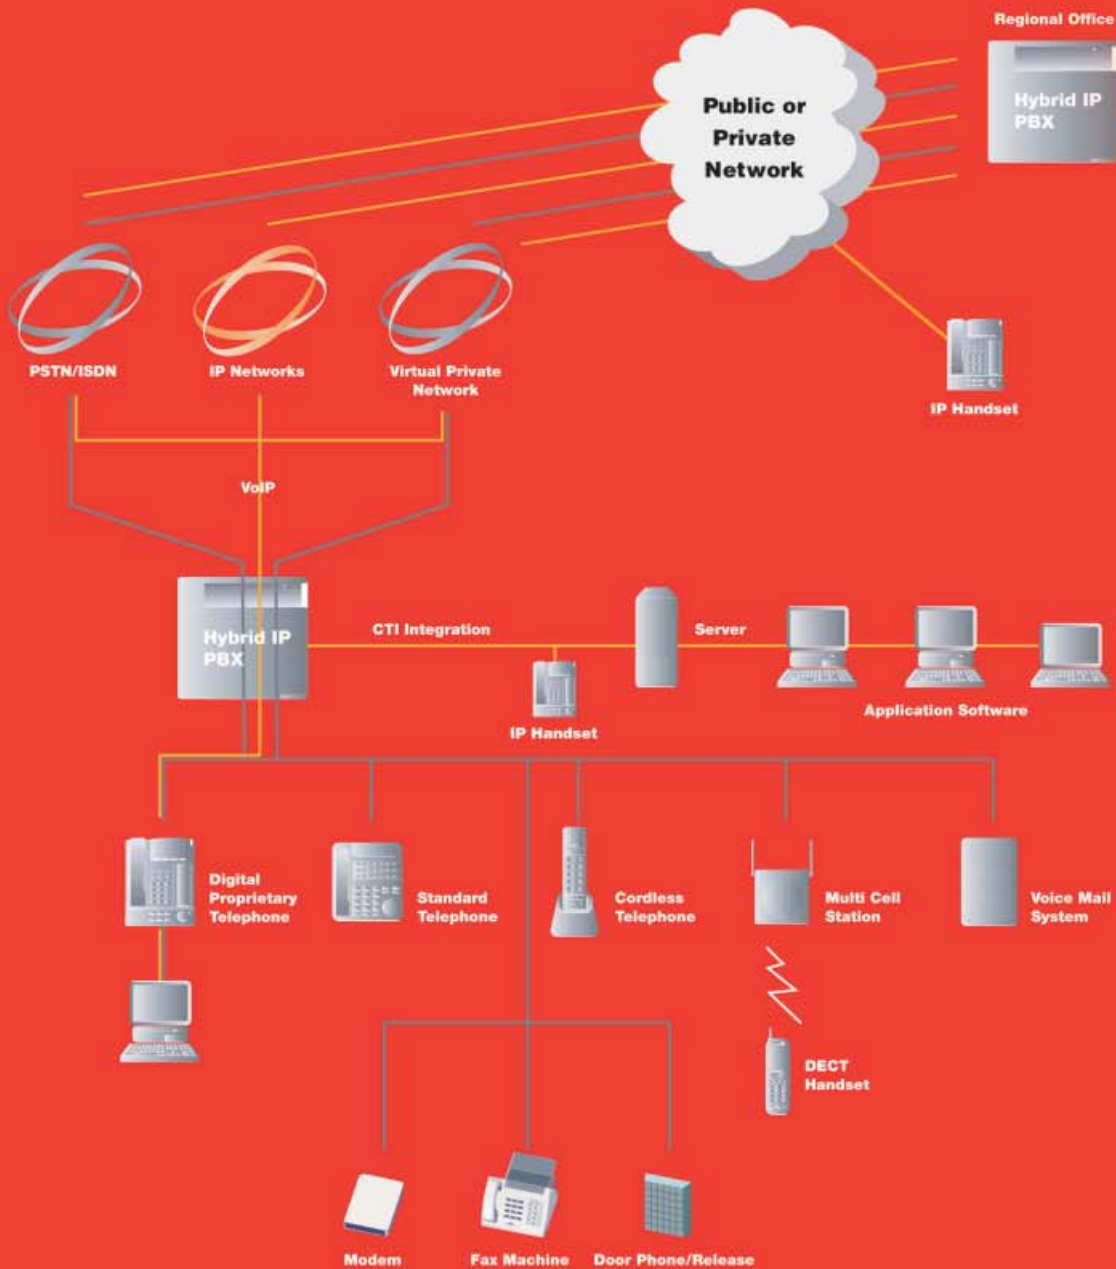 Regional Office
Hybrid IP
PBX
Public or
Private
Network
PSTN/ISDN
IP Networks
Virtual Private
Network
IP Handset
VoIP
Hybrid IP
PBX
CTI Integration
Server
IP Handset
Application Software
Digital
Proprietary
Telephone
Standard
Telephone
Cordless
Telephone
Multi Cell
Station
Voice Mail
System
DECT
Handset
Modem
Fax Machine
Door Phone/Release